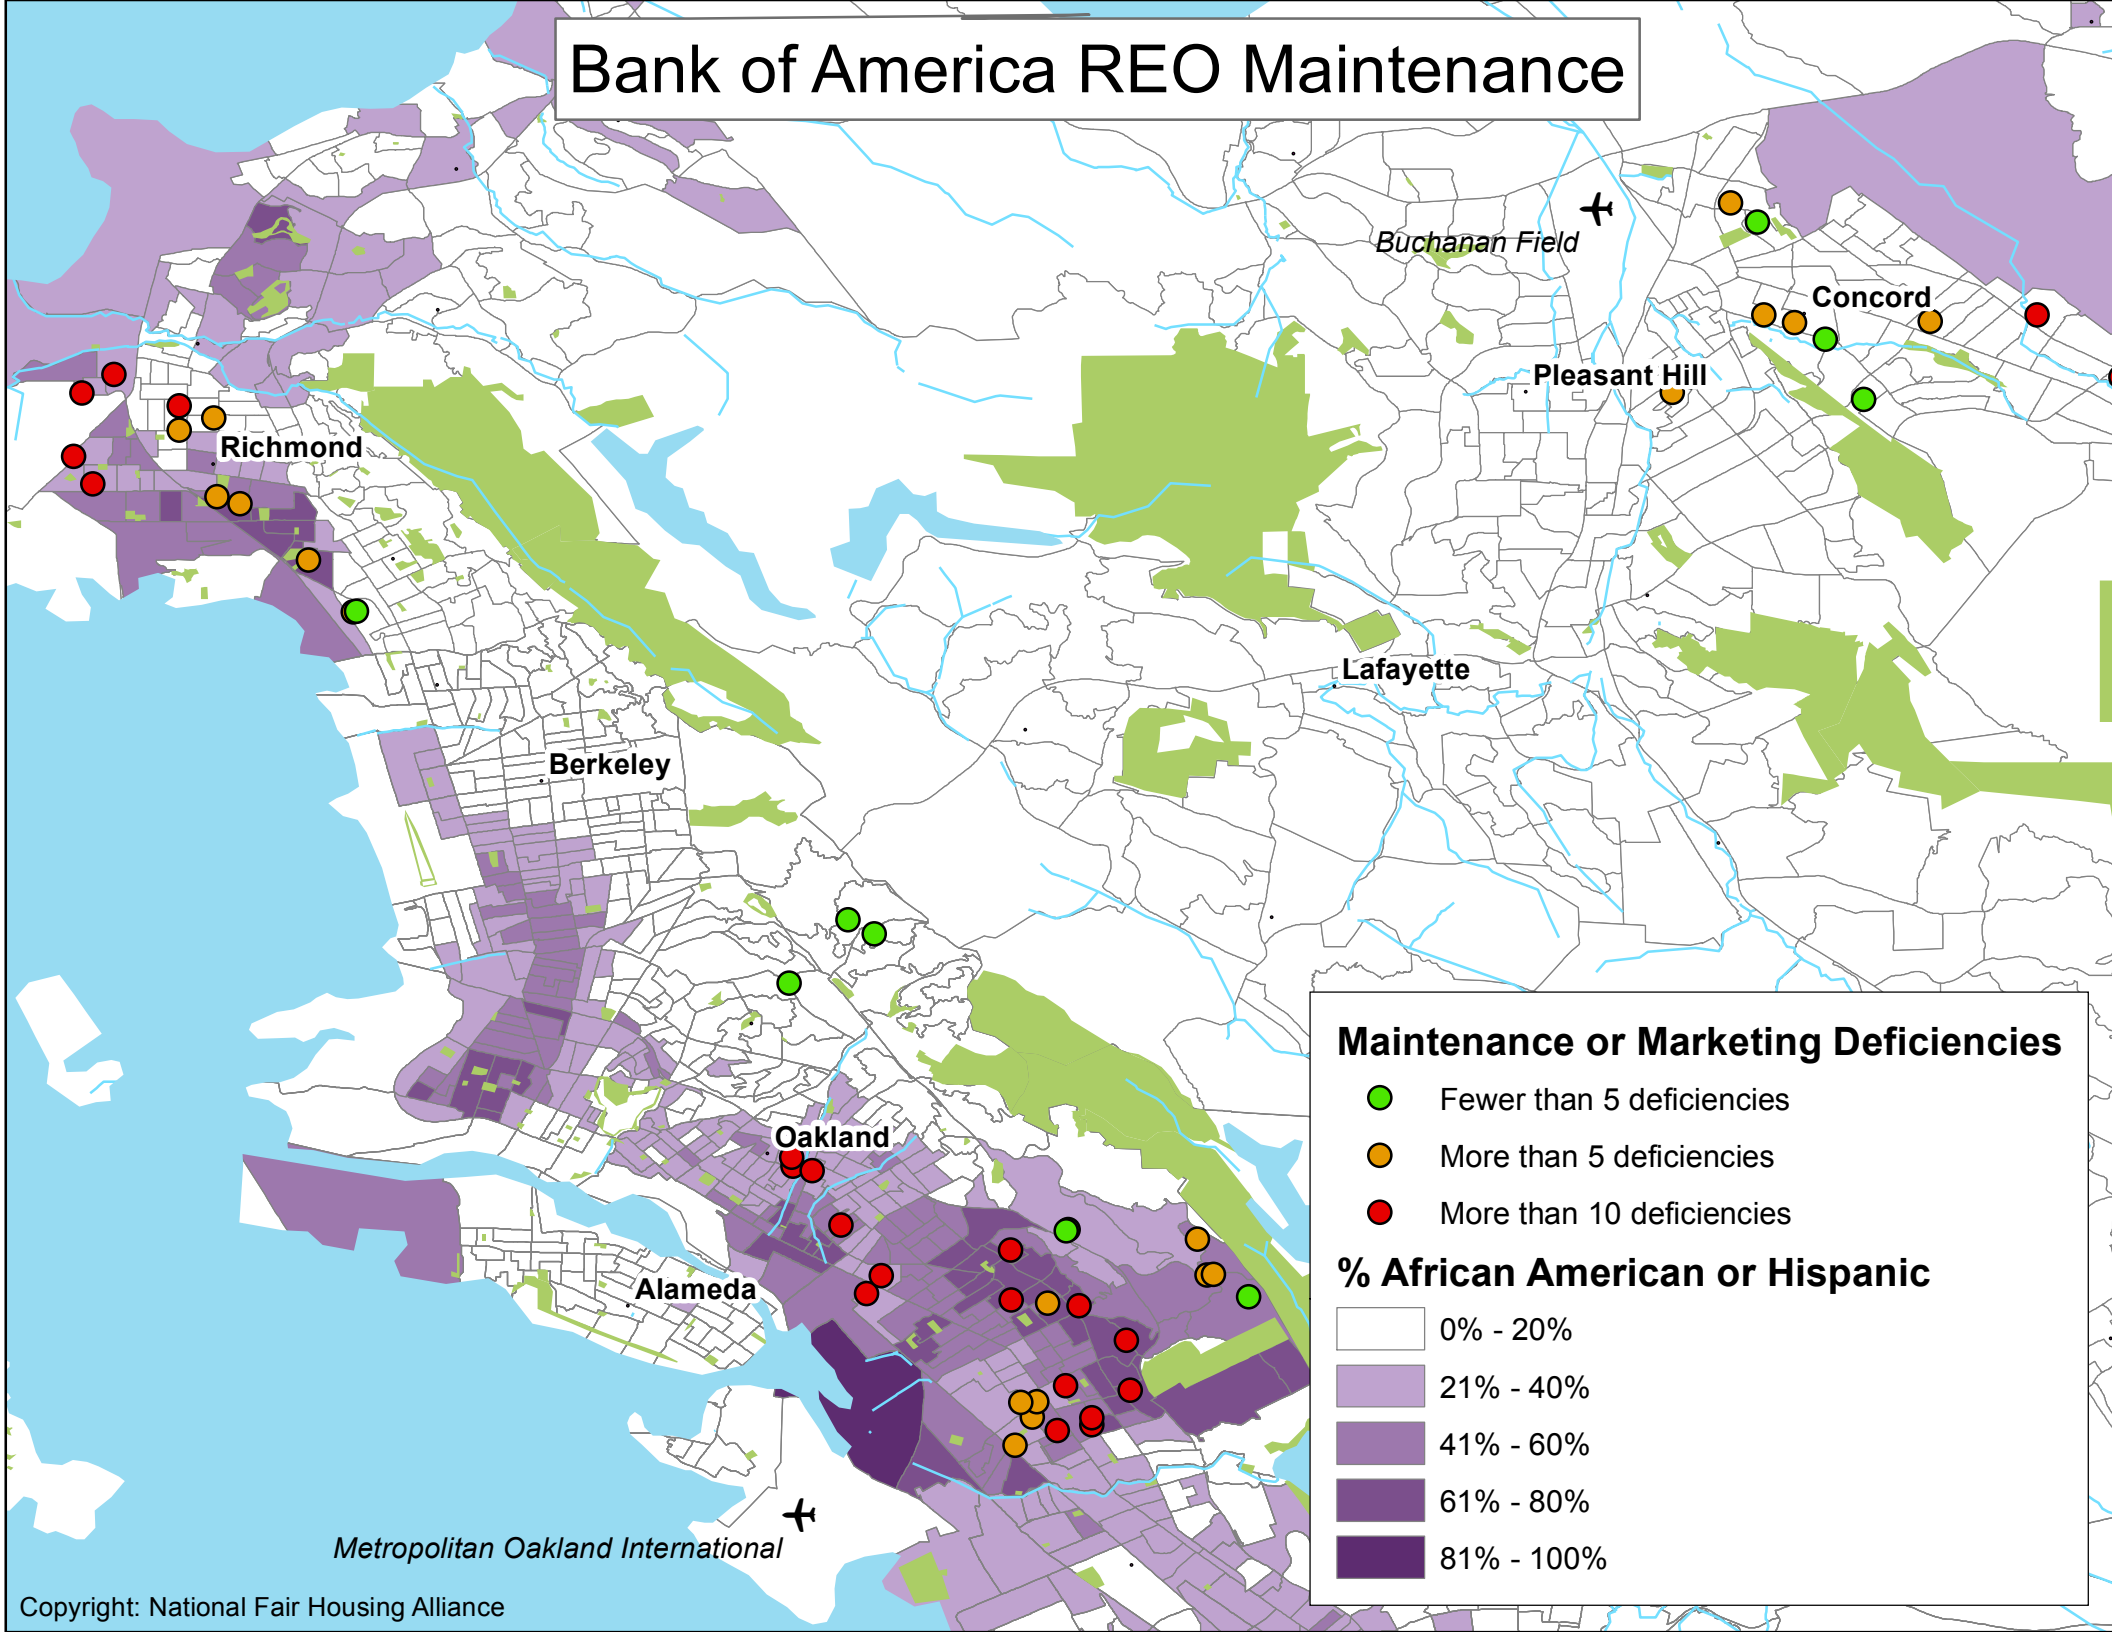 Bank of America REO Maintenance
Buchanan Field
Concord
Pleasant Hill
Richmond
Lafayette
Berkeley
Oakland
Alameda
Metropolitan Oakland International
Maintenance or Marketing Deficiencies
Fewer than 5 deficiencies
More than 5 deficiencies
More than 10 deficiencies
% African American or Hispanic
0% - 20%
21% - 40%
41% - 60%
61% - 80%
81% - 100%
Copyright: National Fair Housing Alliance